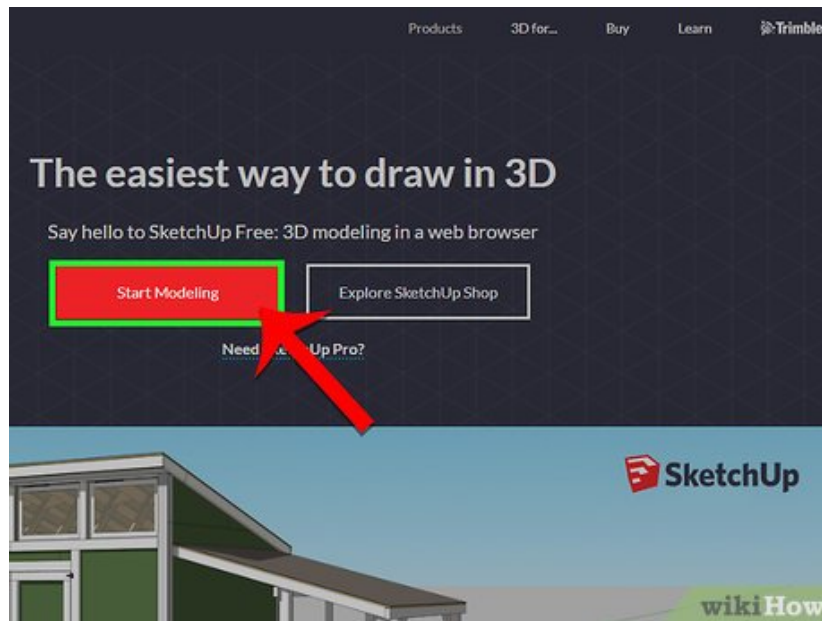 Products 3D for... Buy Learn Trimble
The easiest way to draw in 3D
Say hello to SketchUp Free: 3D modeling in a web browser
Start Modeling Explore SketchUp Shop
Need SketchUp Pro?
SketchUp
wikiHow